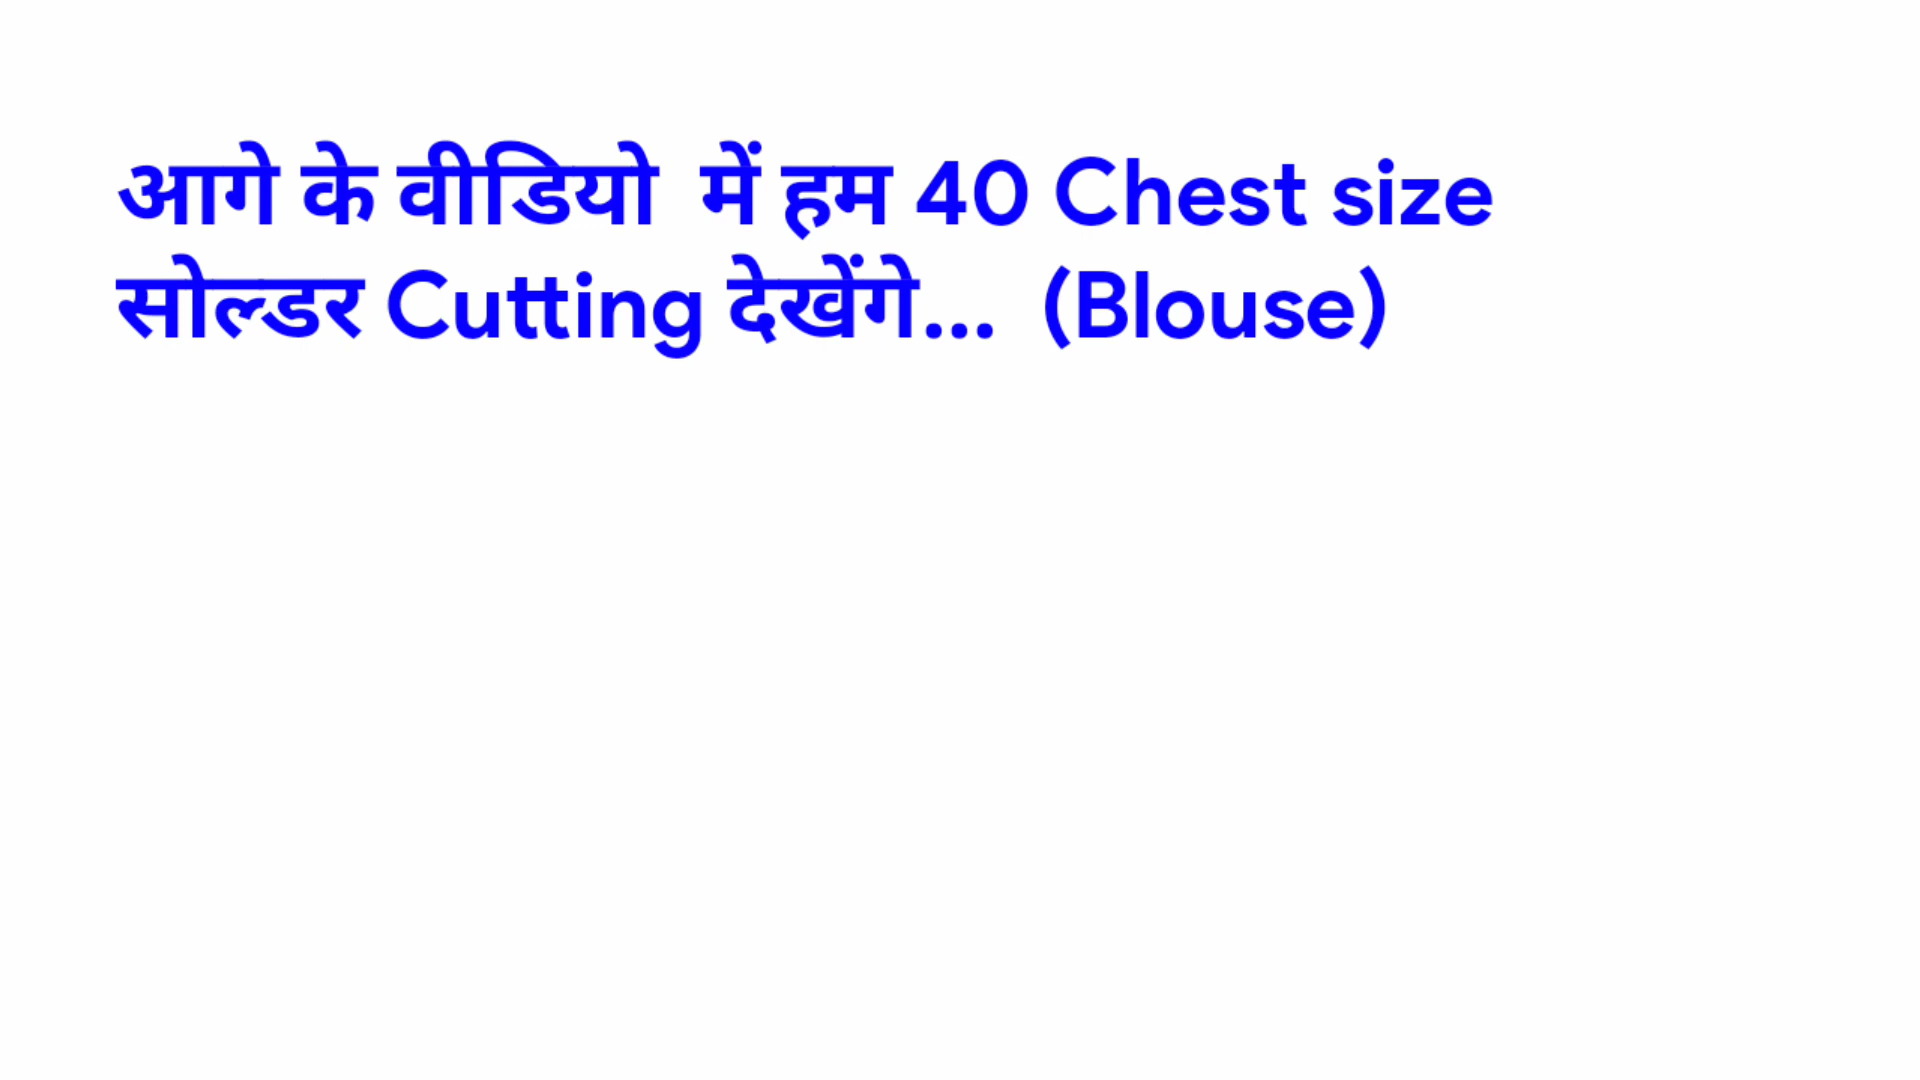 आगे के वीडियो  में हम 40 Chest size
सोल्डर Cutting देखेंगे...  (Blouse)